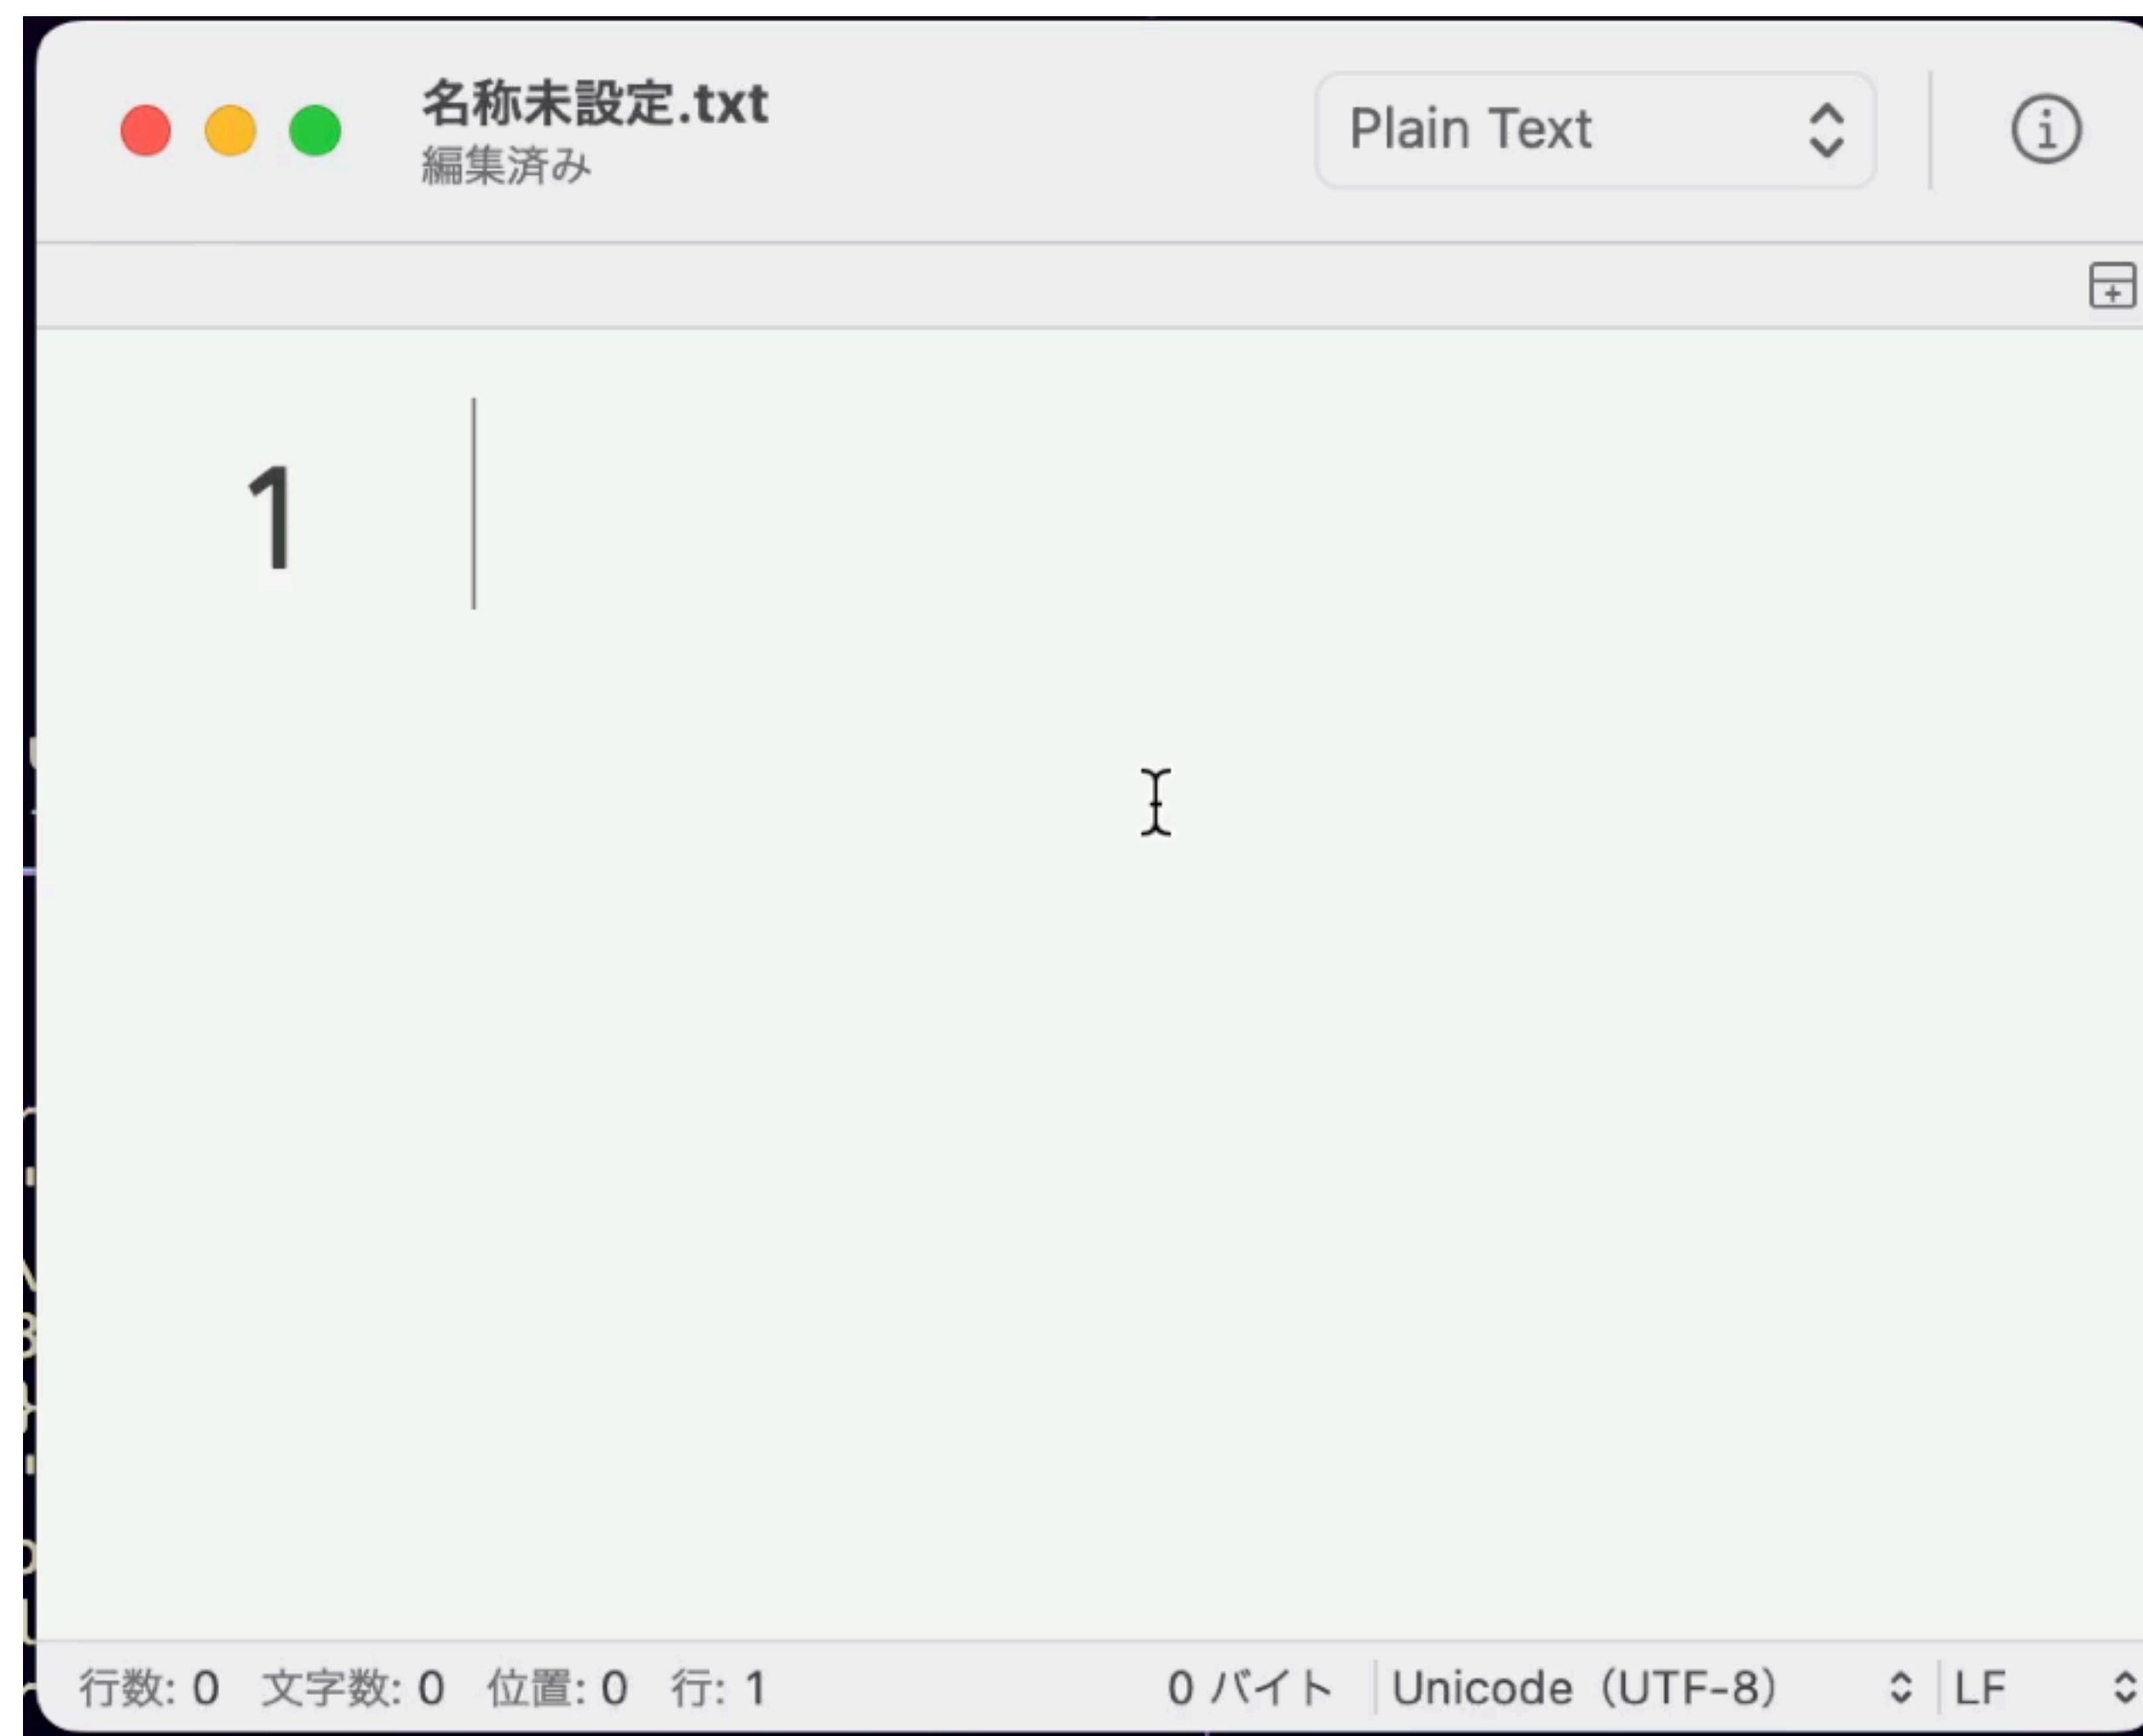 名称未設定.txt
編集済み
Plain Text
1
行数: 0 文字数: 0 位置: 0 行: 1
0 バイト
Unicode（UTF-8）
LF